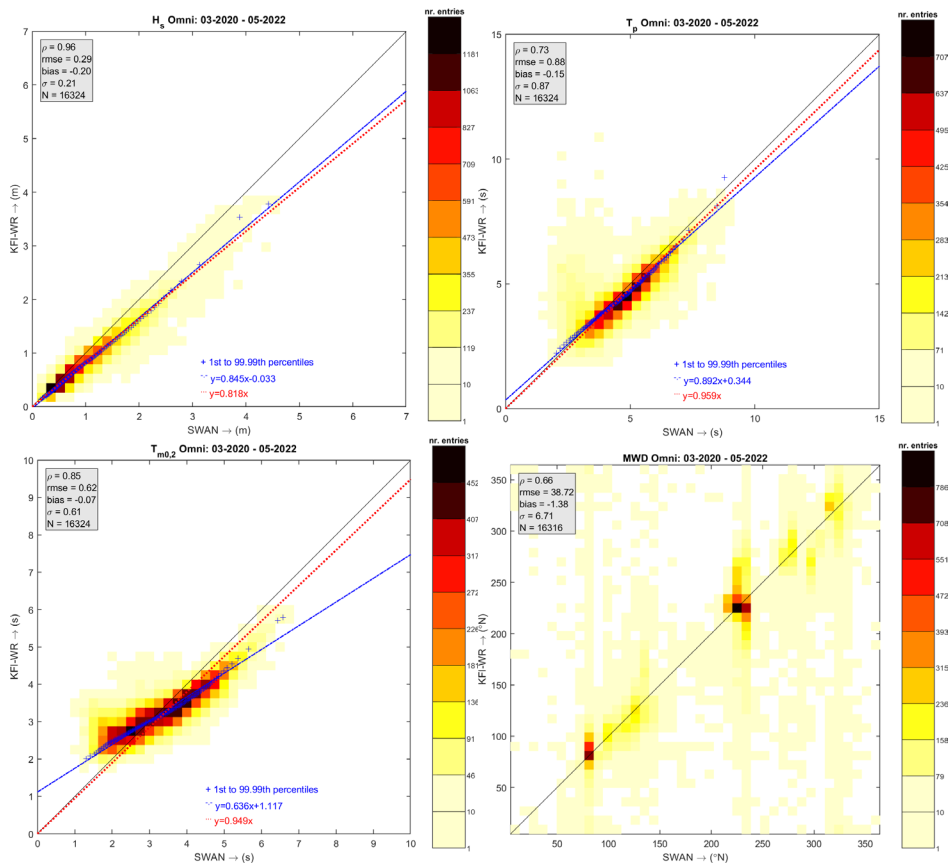 H_s Omni: 03-2020 - 05-2022
ρ = 0.96
rmse = 0.29
bias = -0.20
σ = 0.21
N = 16324
7
6
5
4
3
2
1
0
0 1 2 3 4 5 6 7
KFI-WR → (m)
SWAN → (m)
+ 1st to 99.99th percentiles
y=0.845x-0.033
y=0.818x
nr. entries
1181
1063
827
709
591
473
355
237
119
10
1
T_p Omni: 03-2020 - 05-2022
ρ = 0.73
rmse = 0.88
bias = -0.15
σ = 0.87
N = 16324
15
10
5
0
0 5 10 15
KFI-WR → (s)
SWAN → (s)
+ 1st to 99.99th percentiles
y=0.892x+0.344
y=0.959x
nr. entries
707
637
495
425
354
283
213
142
71
10
1
T_m0,2 Omni: 03-2020 - 05-2022
ρ = 0.85
rmse = 0.62
bias = -0.07
σ = 0.61
N = 16324
10
9
8
7
6
5
4
3
2
1
0
0 1 2 3 4 5 6 7 8 9 10
KFI-WR → (s)
SWAN → (s)
+ 1st to 99.99th percentiles
y=0.636x+1.117
y=0.949x
nr. entries
452
407
317
27
226
18
136
91
46
10
1
MWD Omni: 03-2020 - 05-2022
ρ = 0.66
rmse = 38.72
bias = -1.38
σ = 6.71
N = 16316
350
300
250
200
150
100
50
50 100 150 200 250 300 350
KFI-WR → (°N)
SWAN → (°N)
nr. entries
786
708
551
472
393
315
236
158
79
10
1